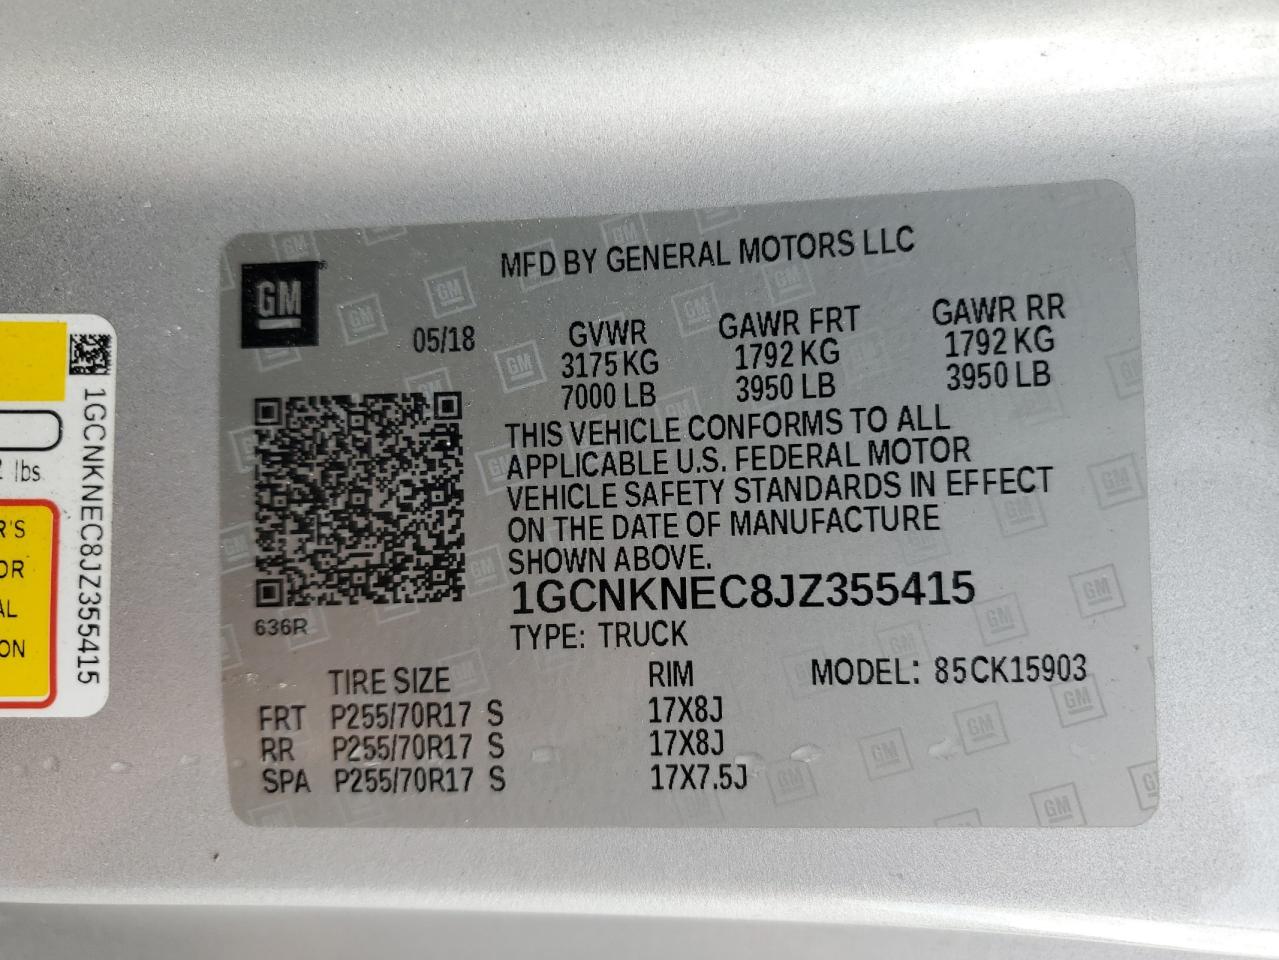 GM
MFD BY GENERAL MOTORS LLC
05/18
GVWR
3175 KG
7000 LB
GAWR FRT
1792 KG
3950 LB
GAWR RR
1792 KG
3950 LB
THIS VEHICLE CONFORMS TO ALL
APPLICABLE U.S. FEDERAL MOTOR
VEHICLE SAFETY STANDARDS IN EFFECT
ON THE DATE OF MANUFACTURE
SHOWN ABOVE.
1GCNKNEC8JZ355415
TYPE: TRUCK
636R
TIRE SIZE RIM MODEL: 85CK15903
FRT P255/70R17 S 17X8J
RR P255/70R17 S 17X8J
SPA P255/70R17 S 17X7.5J
1GCNKNEC8JZ355415
lbs
R'S
OR
AL
ON